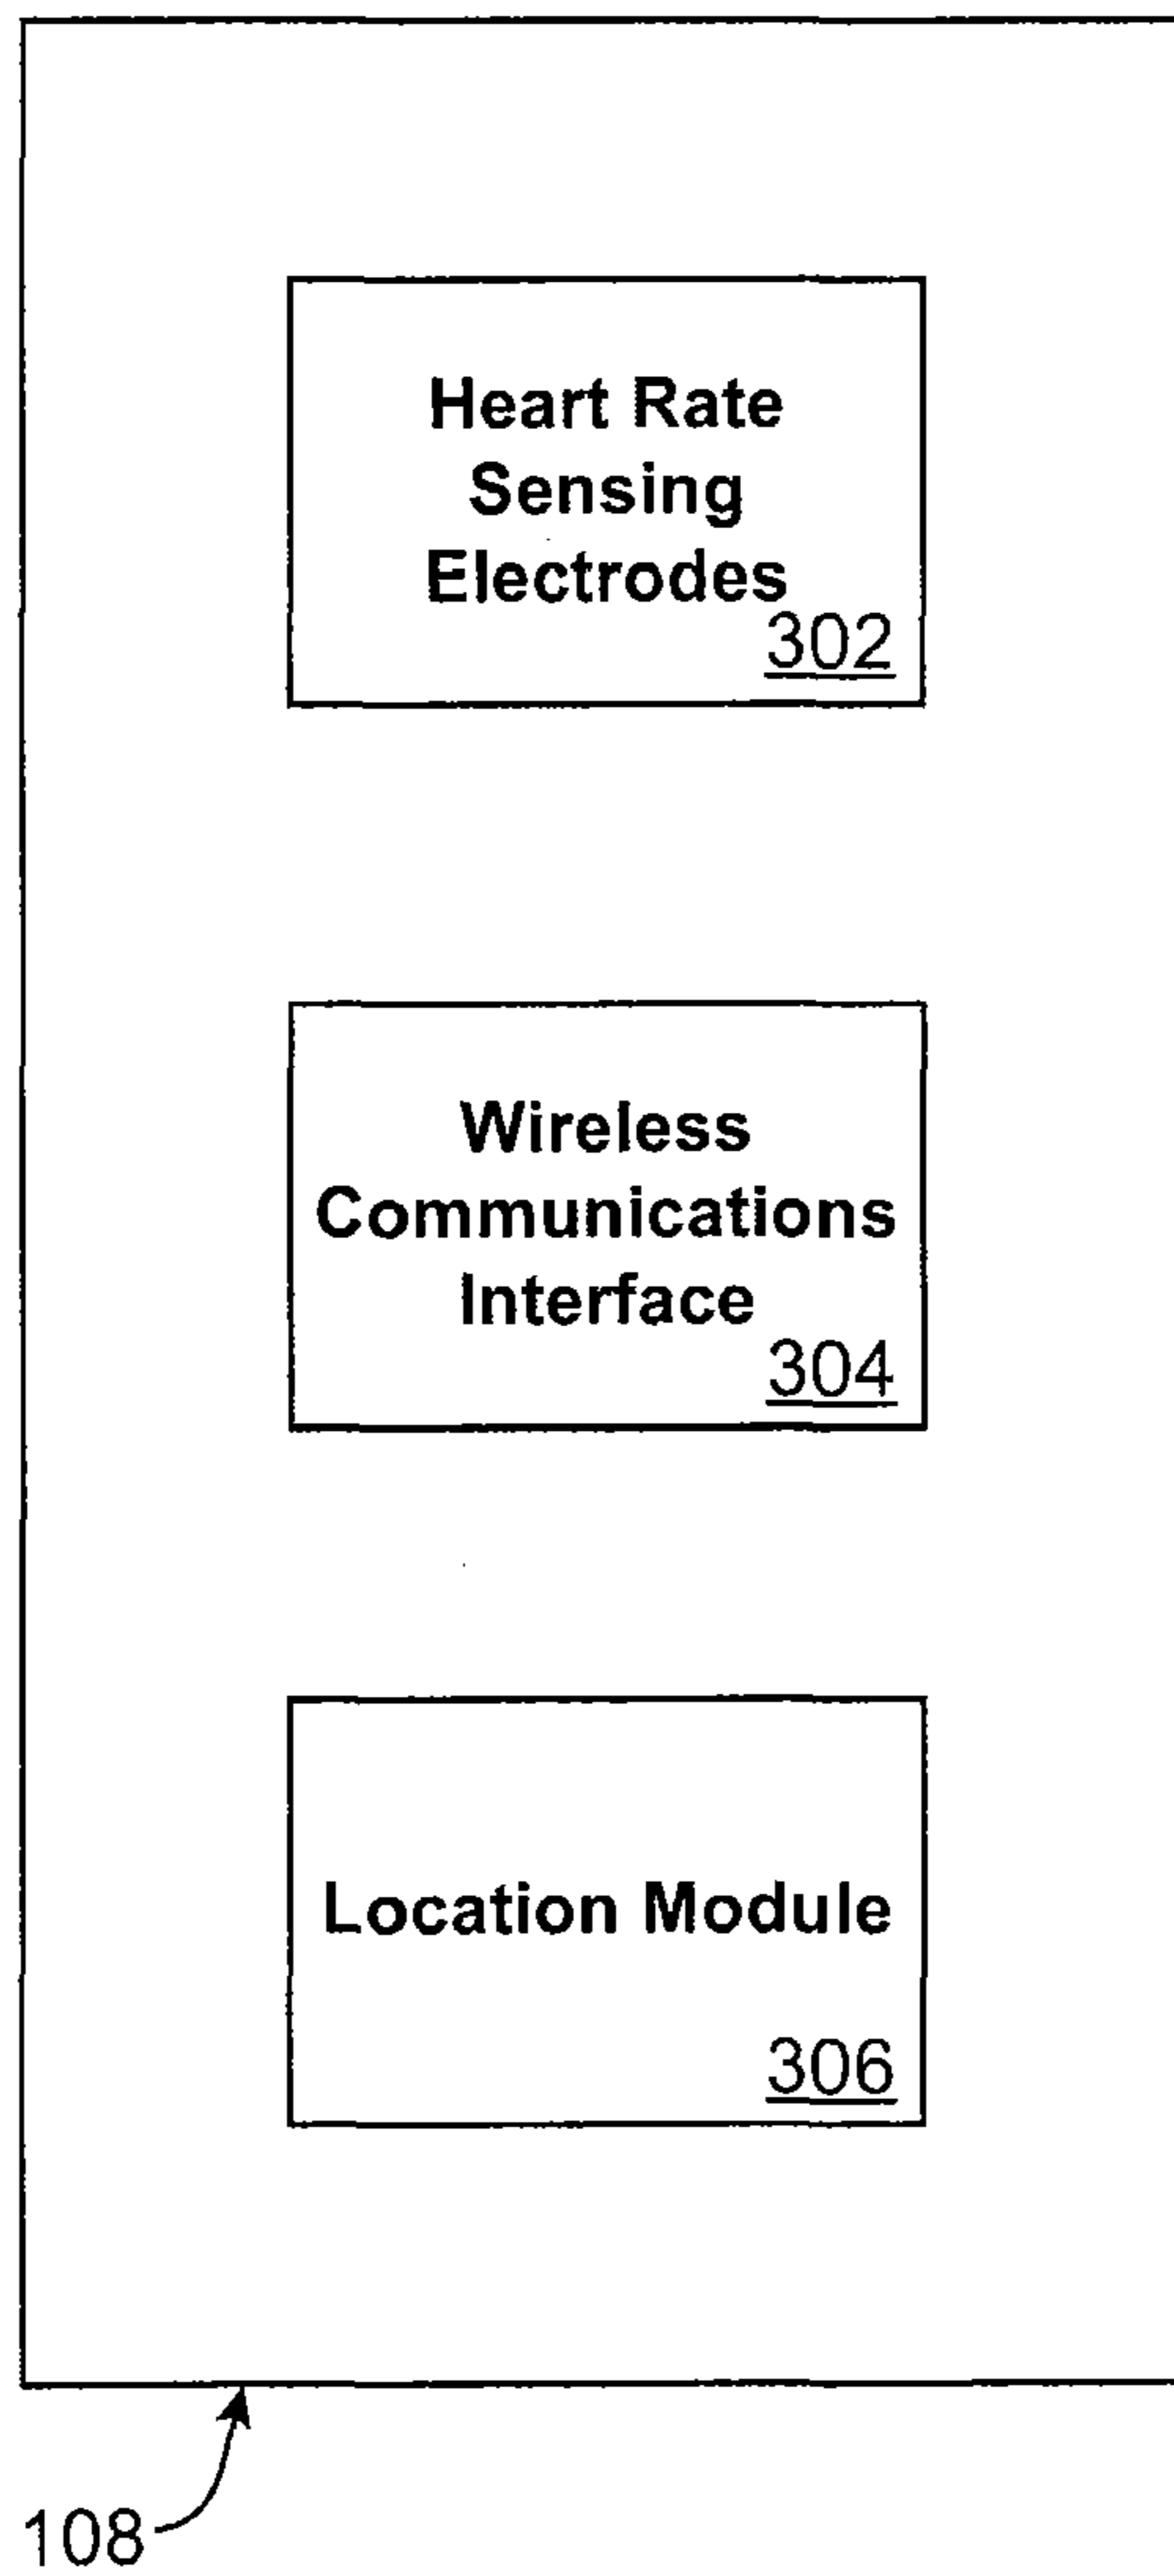 Heart Rate
Sensing
Electrodes
302
Wireless
Communications
Interface
304
Location Module
306
108